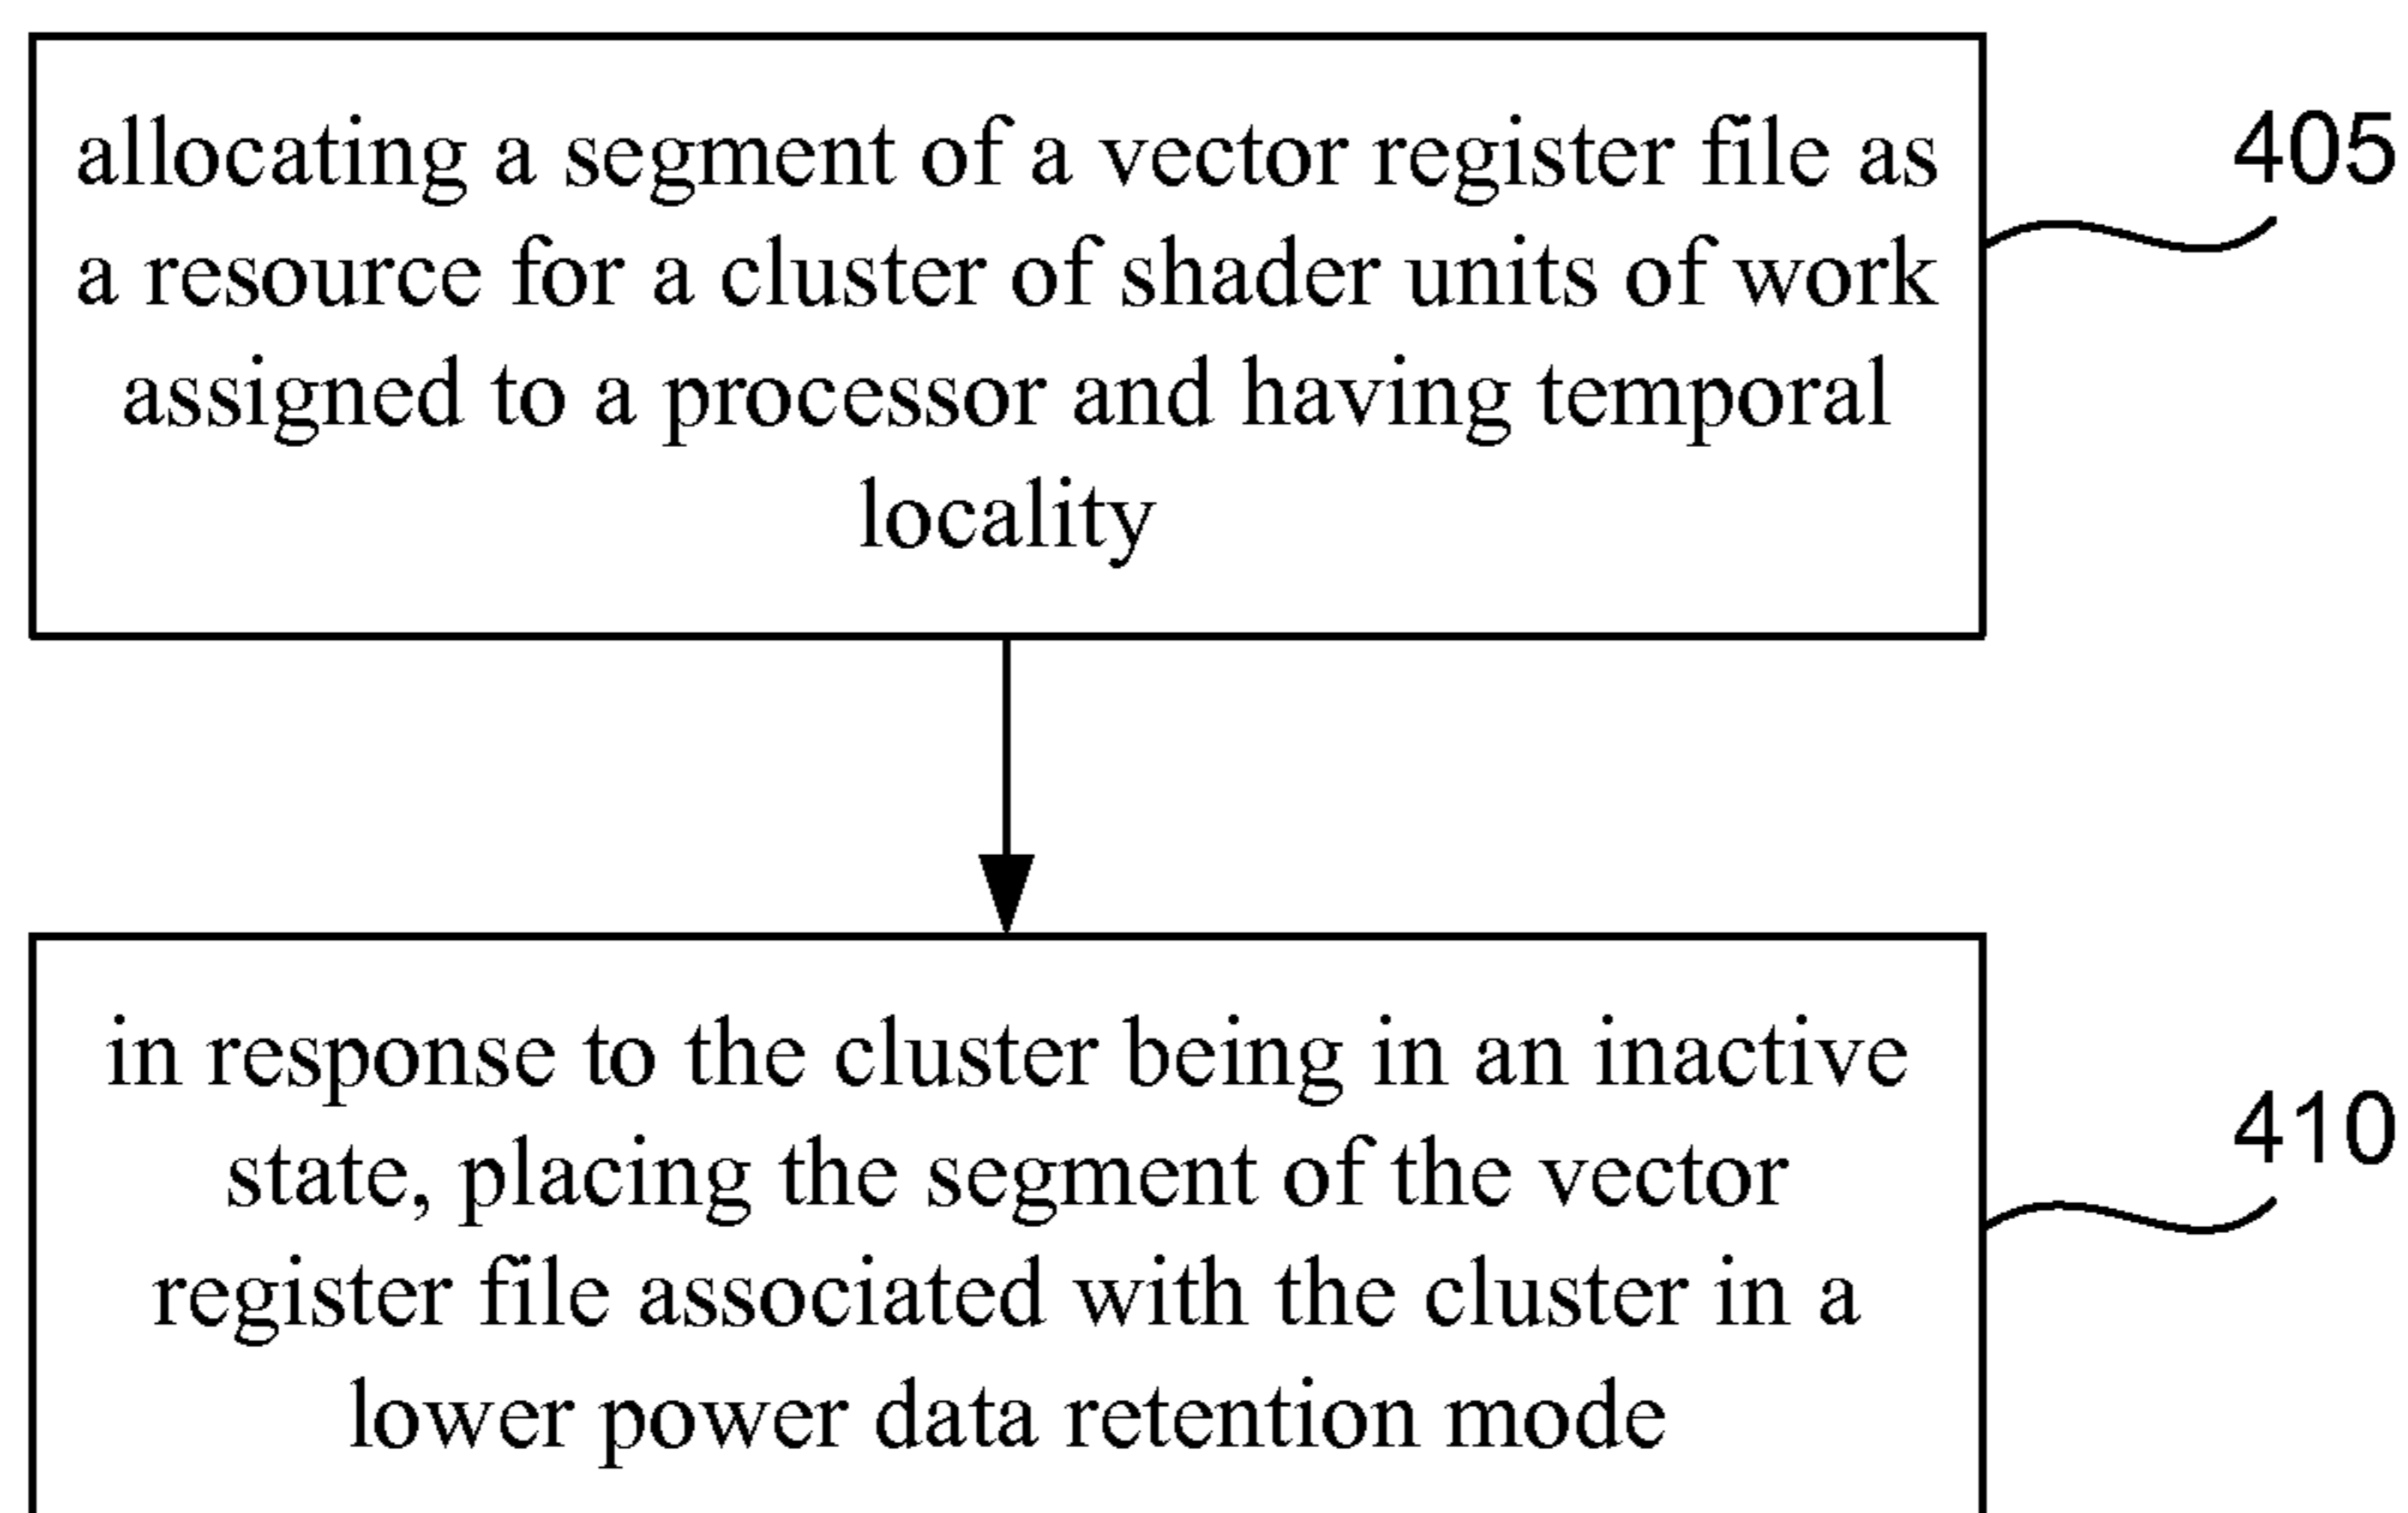 allocating a segment of a vector register file as
a resource for a cluster of shader units of work
assigned to a processor and having temporal
locality
405
in response to the cluster being in an inactive
state, placing the segment of the vector
register file associated with the cluster in a
lower power data retention mode
410